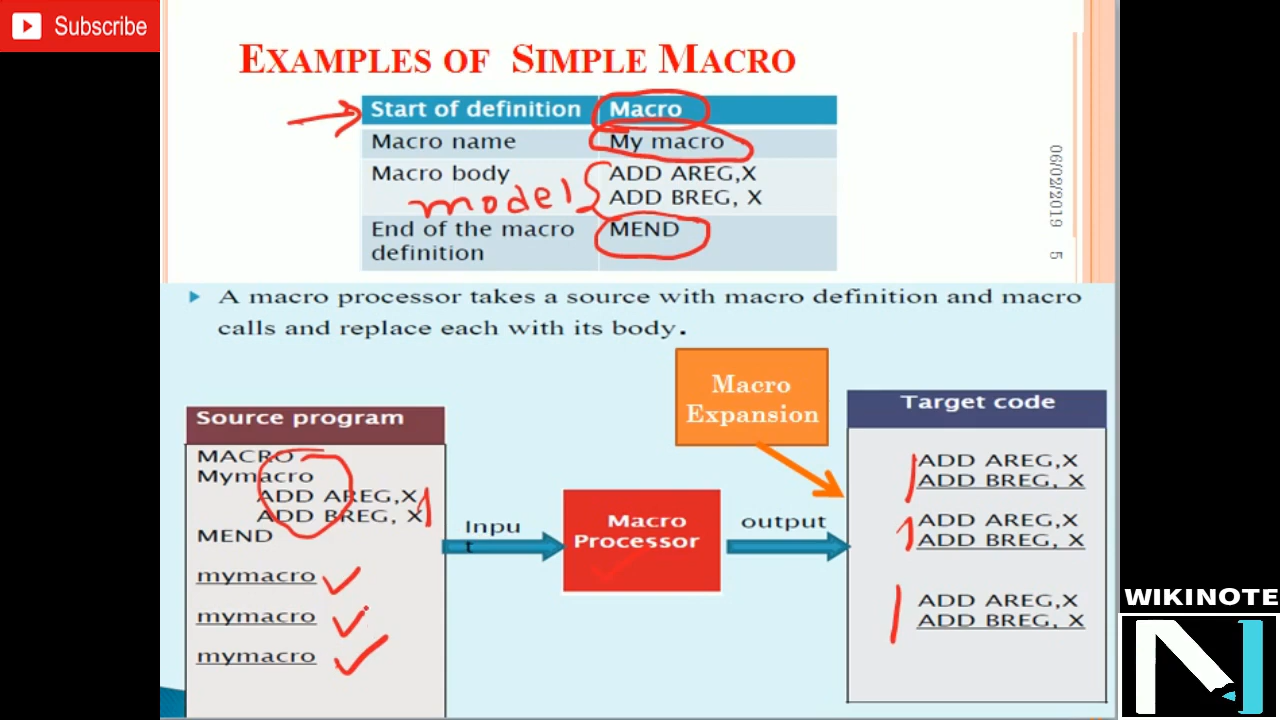 Subscribe
EXAMPLES OF SIMPLE MACRO
Start of definition Macro
Macro name My macro
Macro body ADD AREG,X
model ADD BREG, X
End of the macro definition MEND
06/02/2019 5
A macro processor takes a source with macro definition and macro
calls and replace each with its body.
Macro
Expansion
Source program
MACRO
Mymacro
ADD AREG,X
ADD BREG, X
MEND
mymacro
mymacro
mymacro
Inpu
t
Macro
Processor
output
Target code
ADD AREG,X
ADD BREG, X
ADD AREG,X
ADD BREG, X
ADD AREG,X
ADD BREG, X
WIKINOTE
N